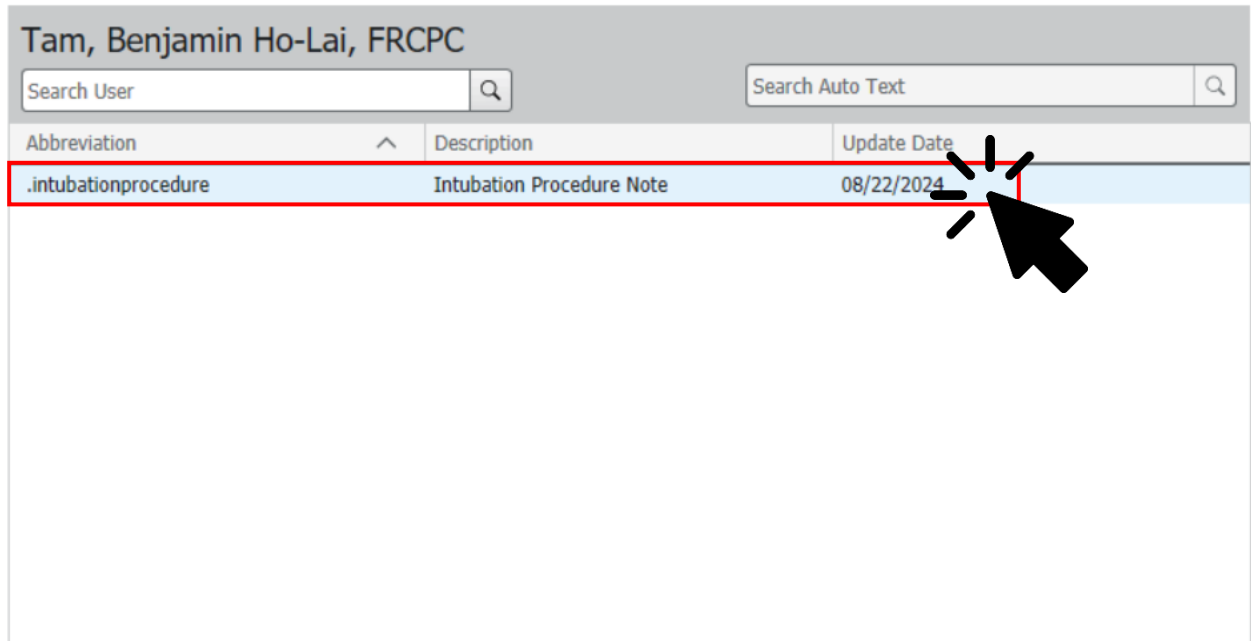 Tam, Benjamin Ho-Lai, FRCPC
Search User
Search Auto Text
Abbreviation Description Update Date
.intubationprocedure Intubation Procedure Note 08/22/2024